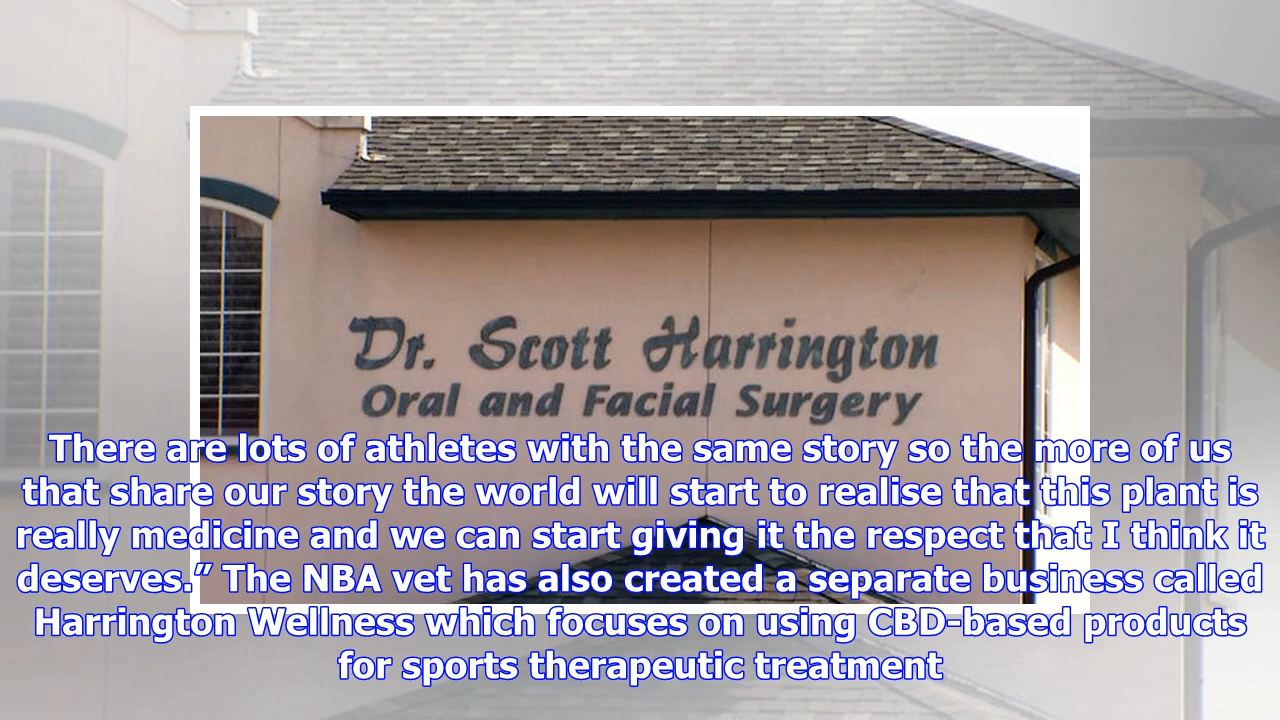 Dr. Scott Harrington
Oral and Facial Surgery
There are lots of athletes with the same story so the more of us
that share our story the world will start to realise that this plant is
really medicine and we can start giving it the respect that I think it
deserves.” The NBA vet has also created a separate business called
Harrington Wellness which focuses on using CBD-based products
for sports therapeutic treatment